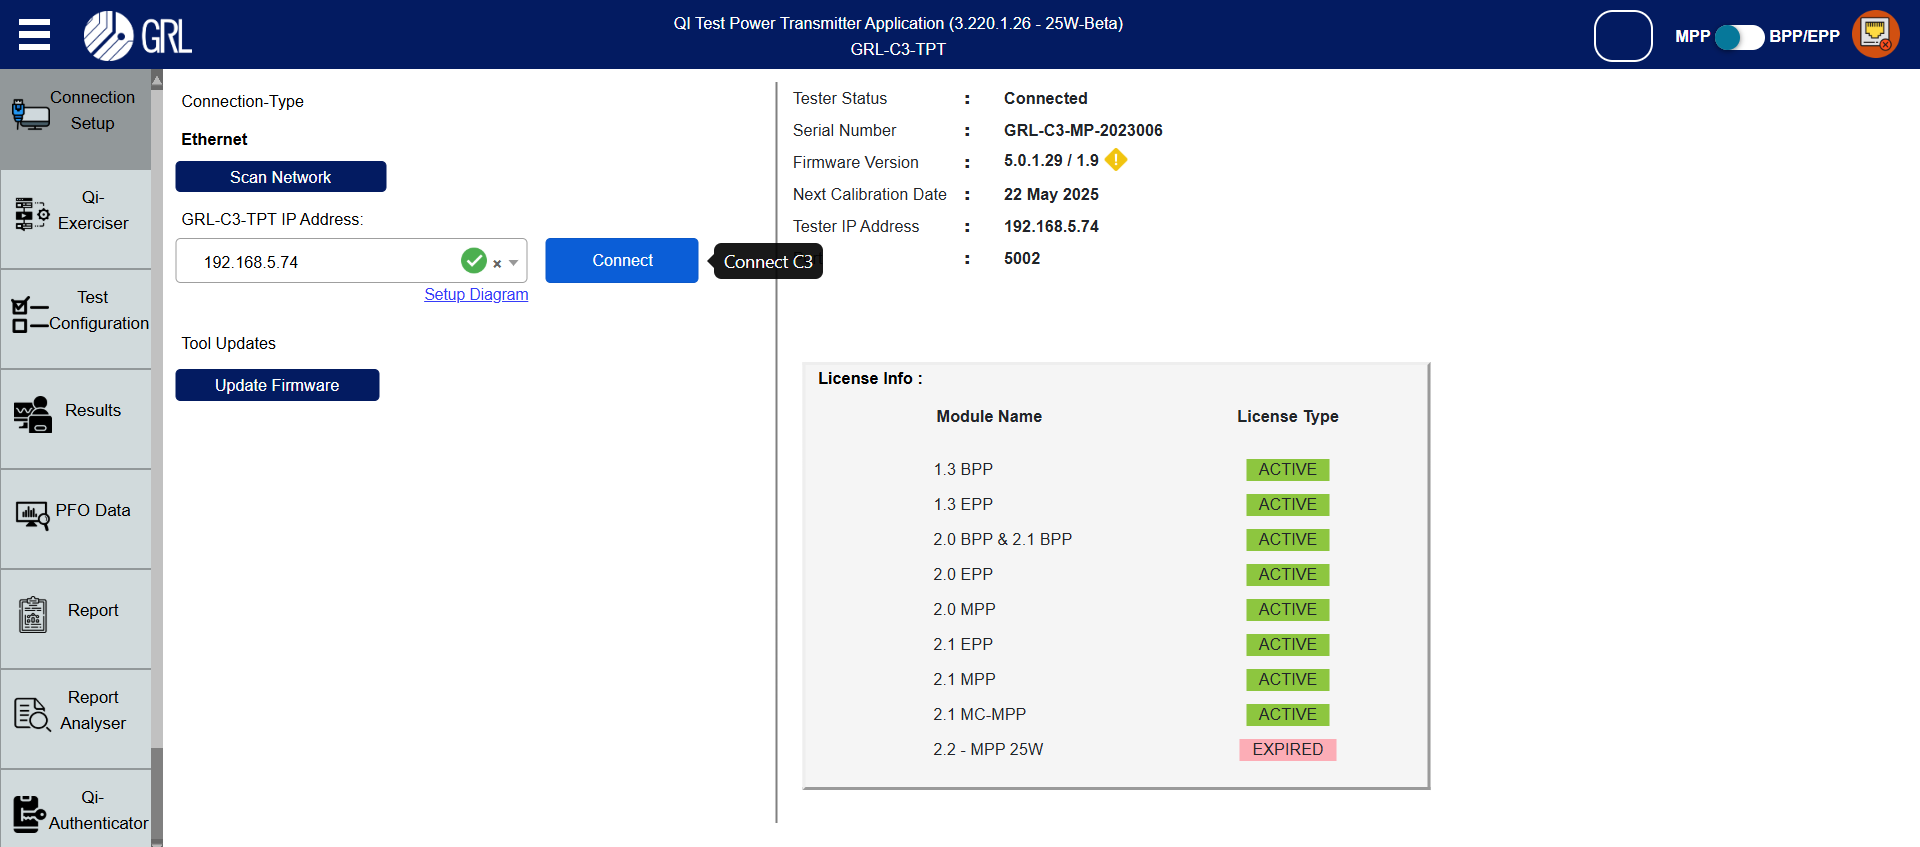 GRL
QI Test Power Transmitter Application (3.220.1.26 - 25W-Beta)
GRL-C3-TPT
MPP
BPP/EPP
Connection
Setup
Qi-
Exerciser
Test
Configuration
Results
PFO Data
Report
Report
Analyser
Qi-
Authenticator
Connection-Type
Ethernet
Scan Network
GRL-C3-TPT IP Address:
192.168.5.74
Connect
Connect C3
Setup Diagram
Tool Updates
Update Firmware
Tester Status : Connected
Serial Number : GRL-C3-MP-2023006
Firmware Version : 5.0.1.29 / 1.9
Next Calibration Date : 22 May 2025
Tester IP Address : 192.168.5.74
: 5002
License Info :
Module Name License Type
1.3 BPP ACTIVE
1.3 EPP ACTIVE
2.0 BPP & 2.1 BPP ACTIVE
2.0 EPP ACTIVE
2.0 MPP ACTIVE
2.1 EPP ACTIVE
2.1 MPP ACTIVE
2.1 MC-MPP ACTIVE
2.2 - MPP 25W EXPIRED